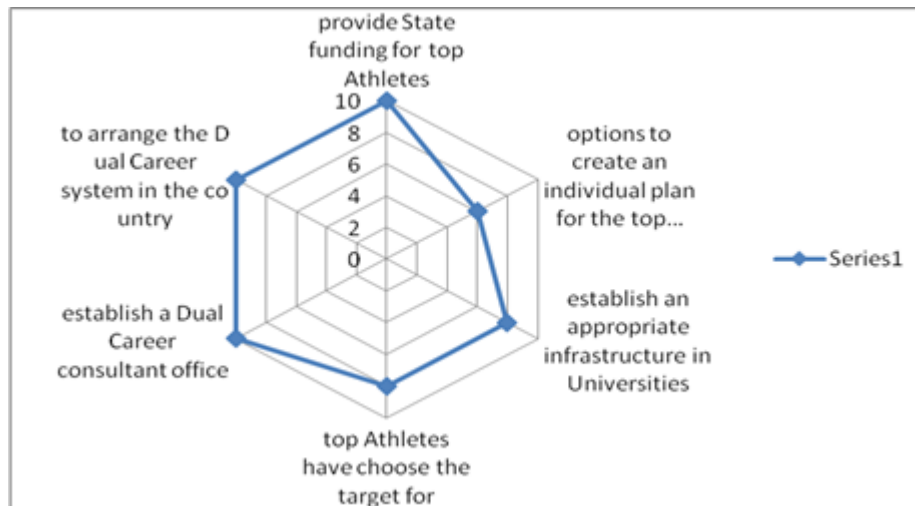 provide State
funding for top
Athletes
10
8
6
4
2
0
options to
create an
individual plan
for the top...
establish an
appropriate
infrastructure in
Universities
top Athletes
have choose the
target for
establish a Dual
Career
consultant office
to arrange the D
ual Career
system in the co
untry
Series1